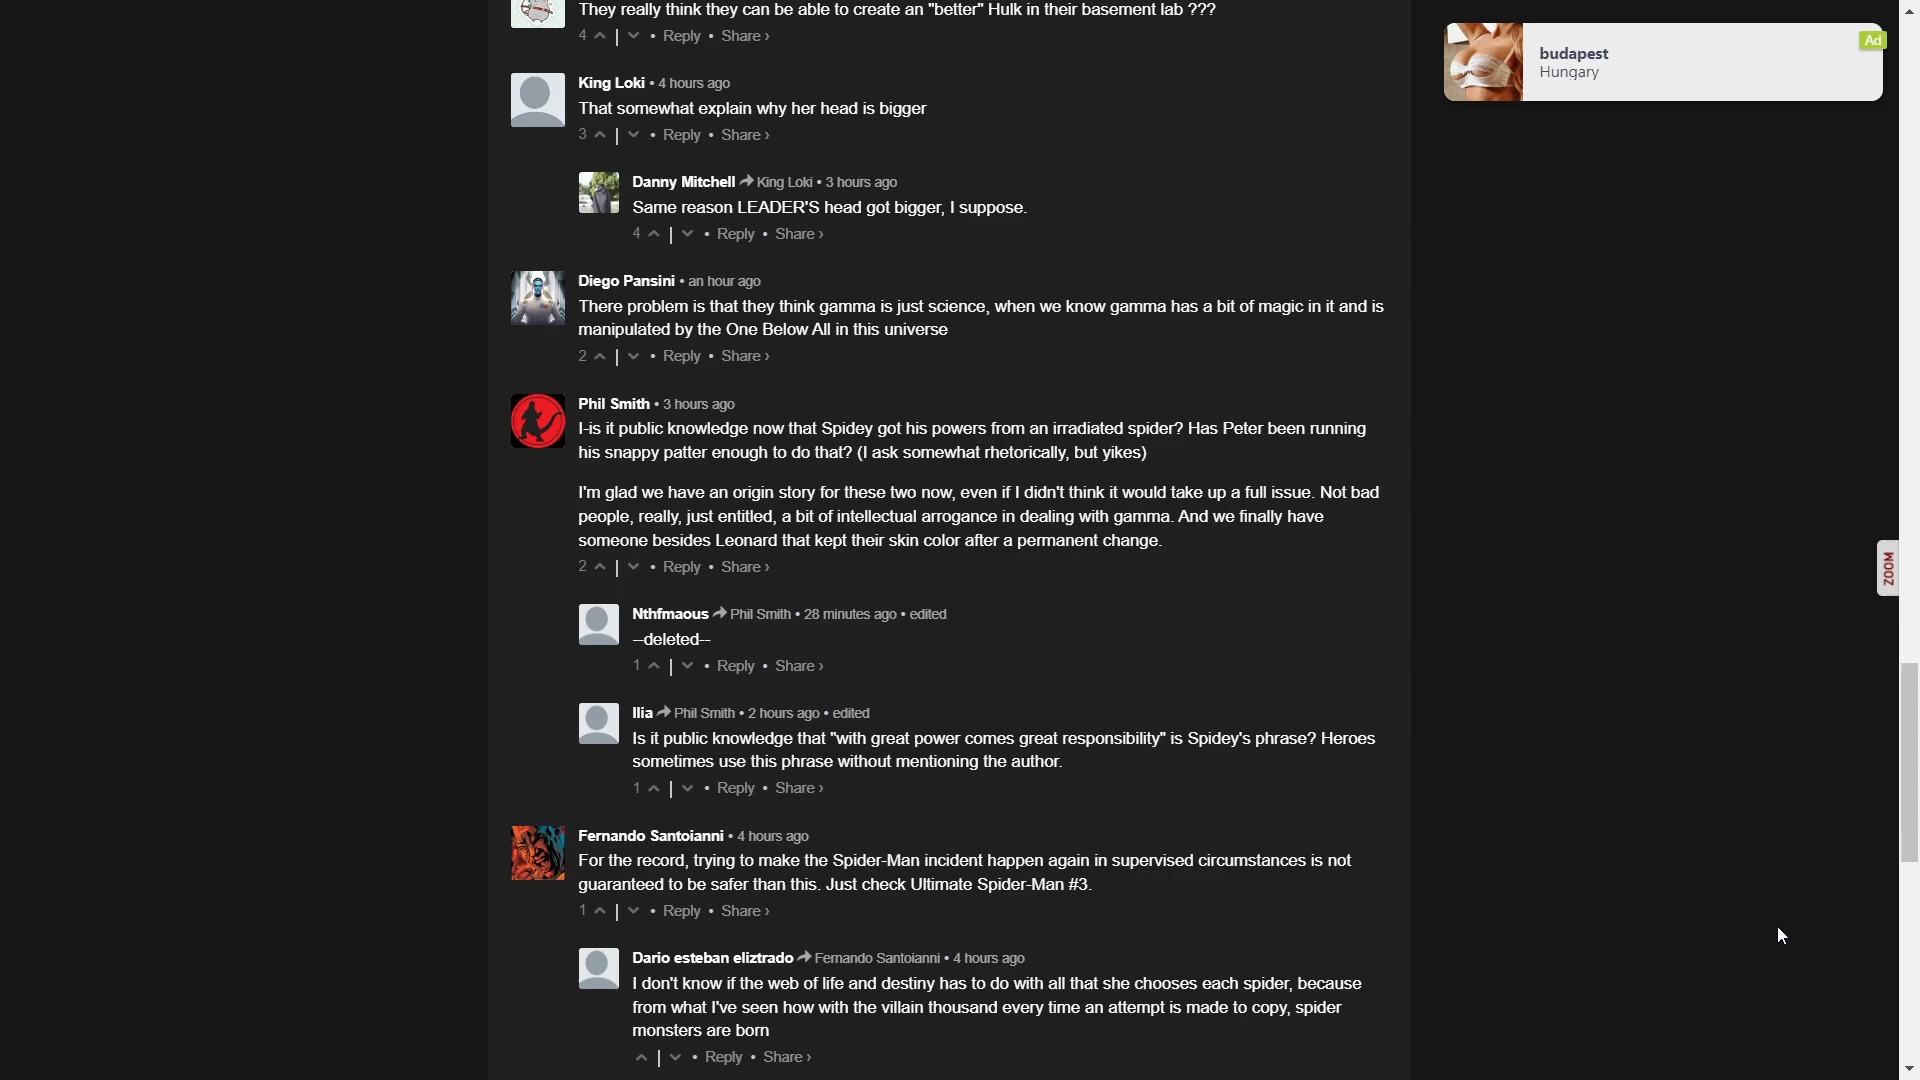 They really think they can be able to create an "better" Hulk in their basement lab ???
4 | • Reply • Share ›
King Loki • 4 hours ago
That somewhat explain why her head is bigger
3 | • Reply • Share ›
Danny Mitchell King Loki • 3 hours ago
Same reason LEADER'S head got bigger, I suppose.
4 | • Reply • Share ›
Diego Pansini • an hour ago
There problem is that they think gamma is just science, when we know gamma has a bit of magic in it and is
manipulated by the One Below All in this universe
2 | • Reply • Share ›
Phil Smith • 3 hours ago
I-is it public knowledge now that Spidey got his powers from an irradiated spider? Has Peter been running
his snappy patter enough to do that? (I ask somewhat rhetorically, but yikes)
I'm glad we have an origin story for these two now, even if I didn't think it would take up a full issue. Not bad
people, really, just entitled, a bit of intellectual arrogance in dealing with gamma. And we finally have
someone besides Leonard that kept their skin color after a permanent change.
2 | • Reply • Share ›
Nthfmaous Phil Smith • 28 minutes ago • edited
--deleted--
1 | • Reply • Share ›
Ilia Phil Smith • 2 hours ago • edited
Is it public knowledge that "with great power comes great responsibility" is Spidey's phrase? Heroes
sometimes use this phrase without mentioning the author.
1 | • Reply • Share ›
Fernando Santoianni • 4 hours ago
For the record, trying to make the Spider-Man incident happen again in supervised circumstances is not
guaranteed to be safer than this. Just check Ultimate Spider-Man #3.
1 | • Reply • Share ›
Dario esteban eliztrado Fernando Santoianni • 4 hours ago
I don't know if the web of life and destiny has to do with all that she chooses each spider, because
from what I've seen how with the villain thousand every time an attempt is made to copy, spider
monsters are born
| • Reply • Share ›
budapest
Hungary
Ad
ZOOM